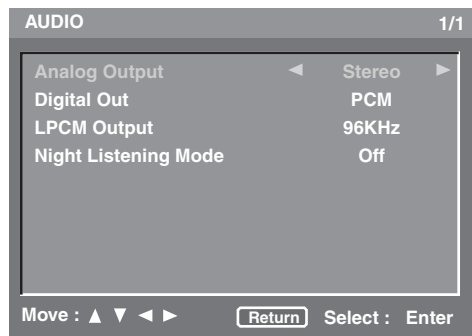 AUDIO 1/1
Analog Output ◄ Stereo ►
Digital Out PCM
LPCM Output 96KHz
Night Listening Mode Off
Move : ▲ ▼ ◄ ► Return Select : Enter